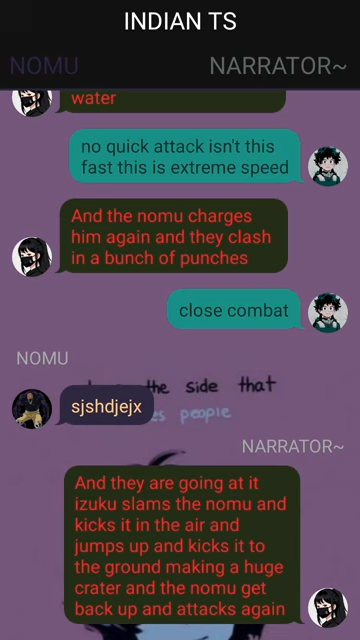 INDIAN TS
NOMU
NARRATOR~
water
no quick attack isn't this
fast this is extreme speed
And the nomu charges
him again and they clash
in a bunch of punches
close combat
NOMU
the side that
sjshdjejx
people
NARRATOR~
And they are going at it
izuku slams the nomu and
kicks it in the air and
jumps up and kicks it to
the ground making a huge
crater and the nomu get
back up and attacks again